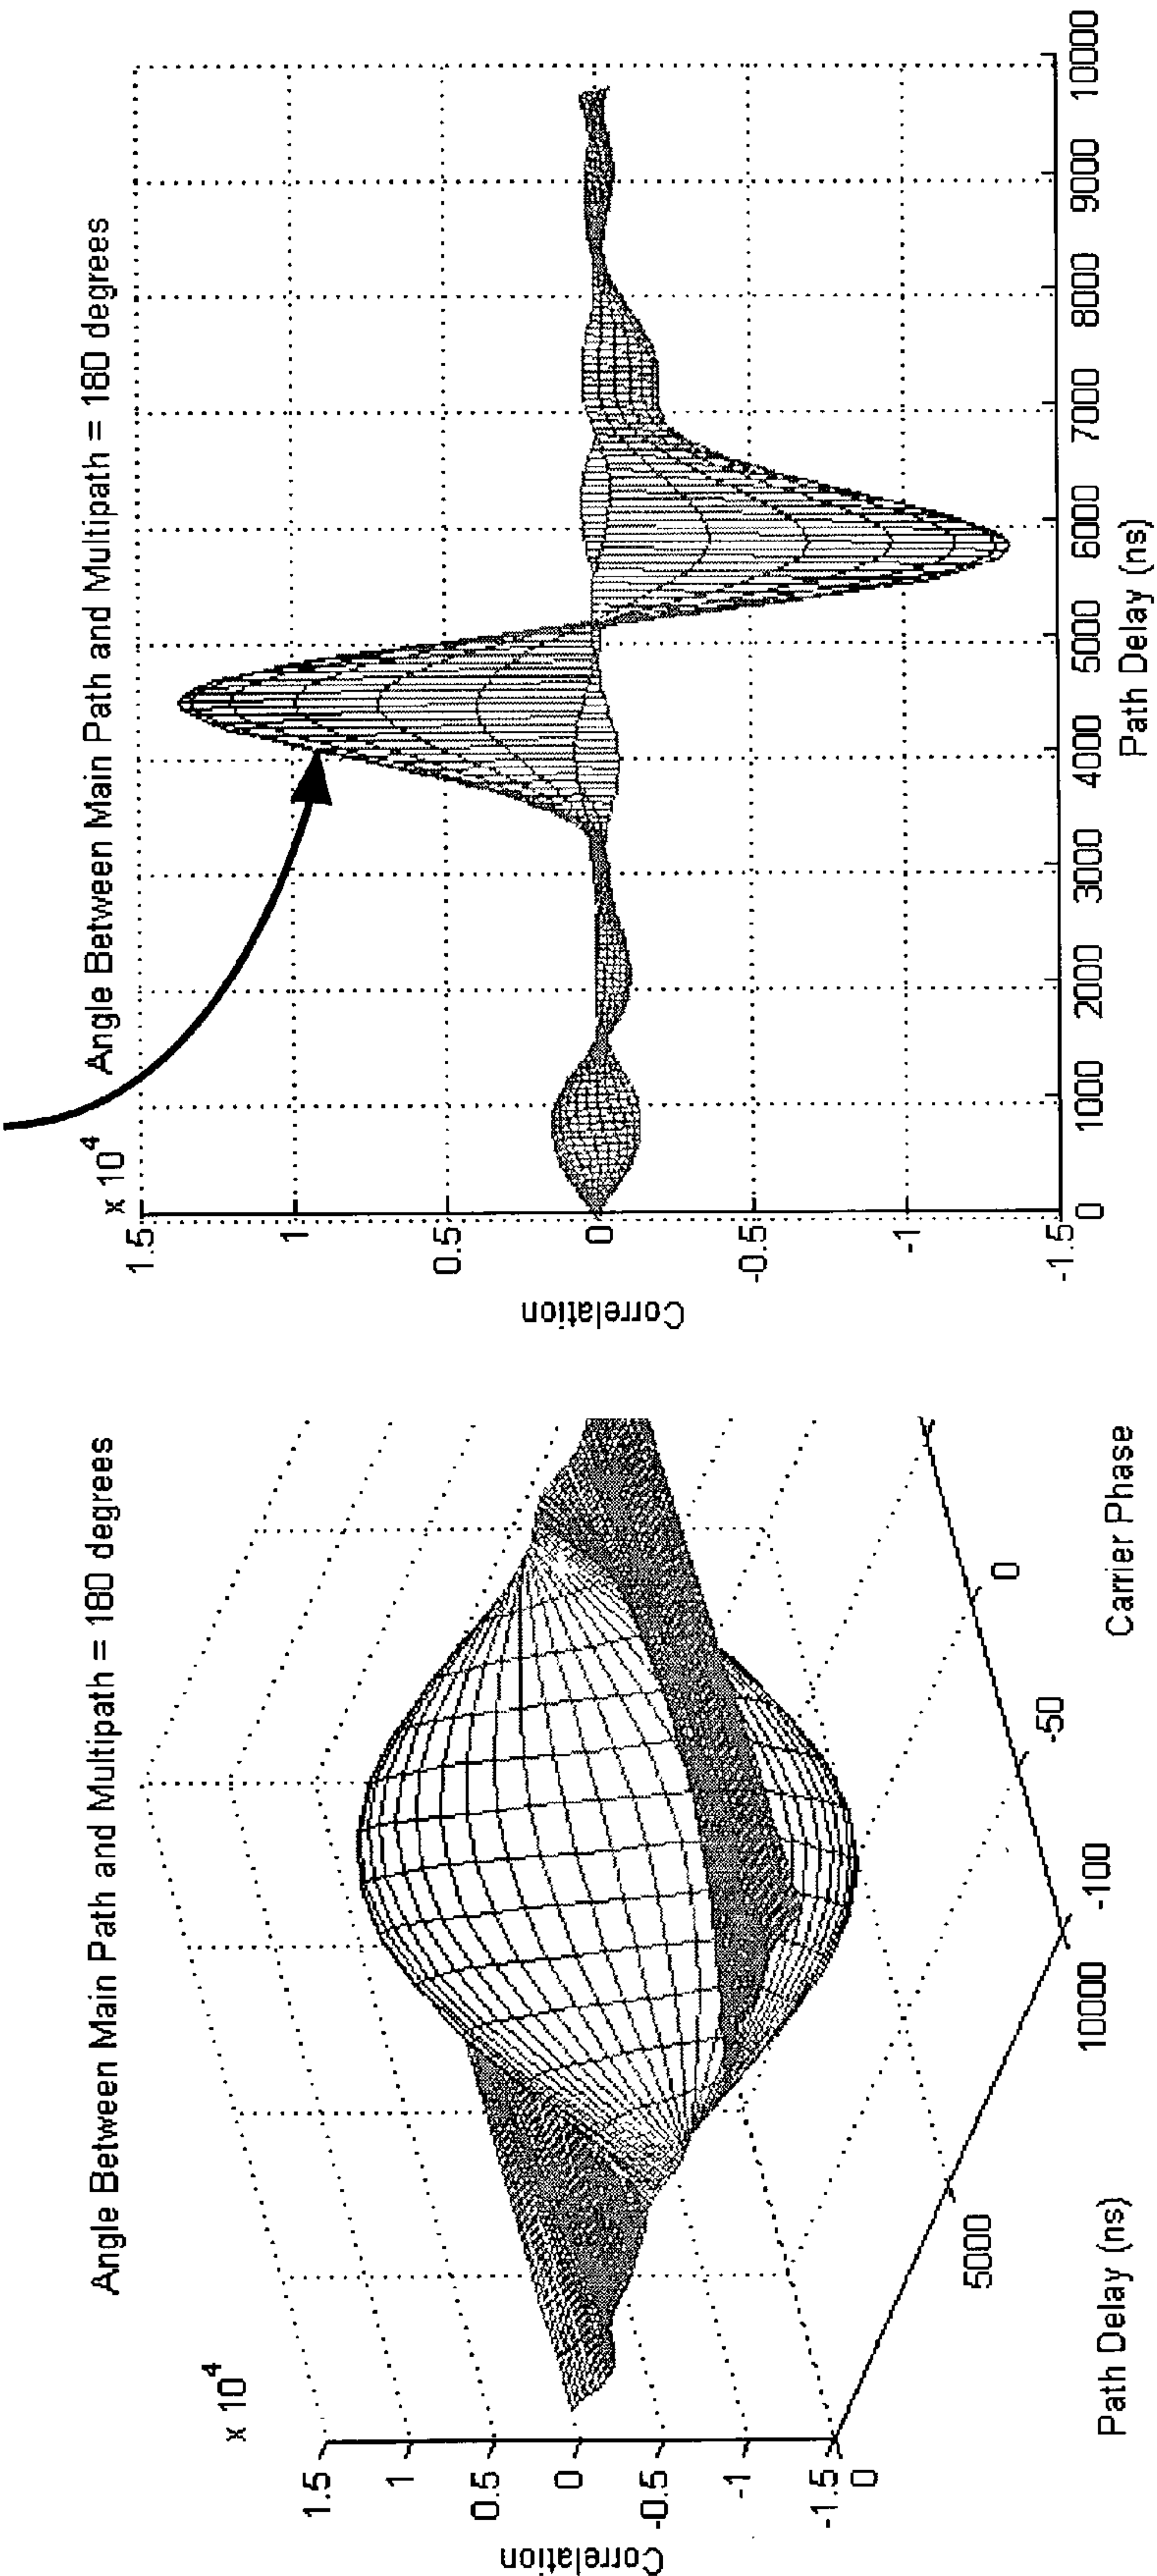 Angle Between Main Path and Multipath = 180 degrees
x 10^4
1.5
1
0.5
0
-0.5
-1
-1.5
Correlation
0
5000
10000
Path Delay (ns)
-100
-50
0
Carrier Phase
Angle Between Main Path and Multipath = 180 degrees
x 10^4
1.5
1
0.5
0
-0.5
-1
-1.5
Correlation
0 1000 2000 3000 4000 5000 6000 7000 8000 9000 10000
Path Delay (ns)